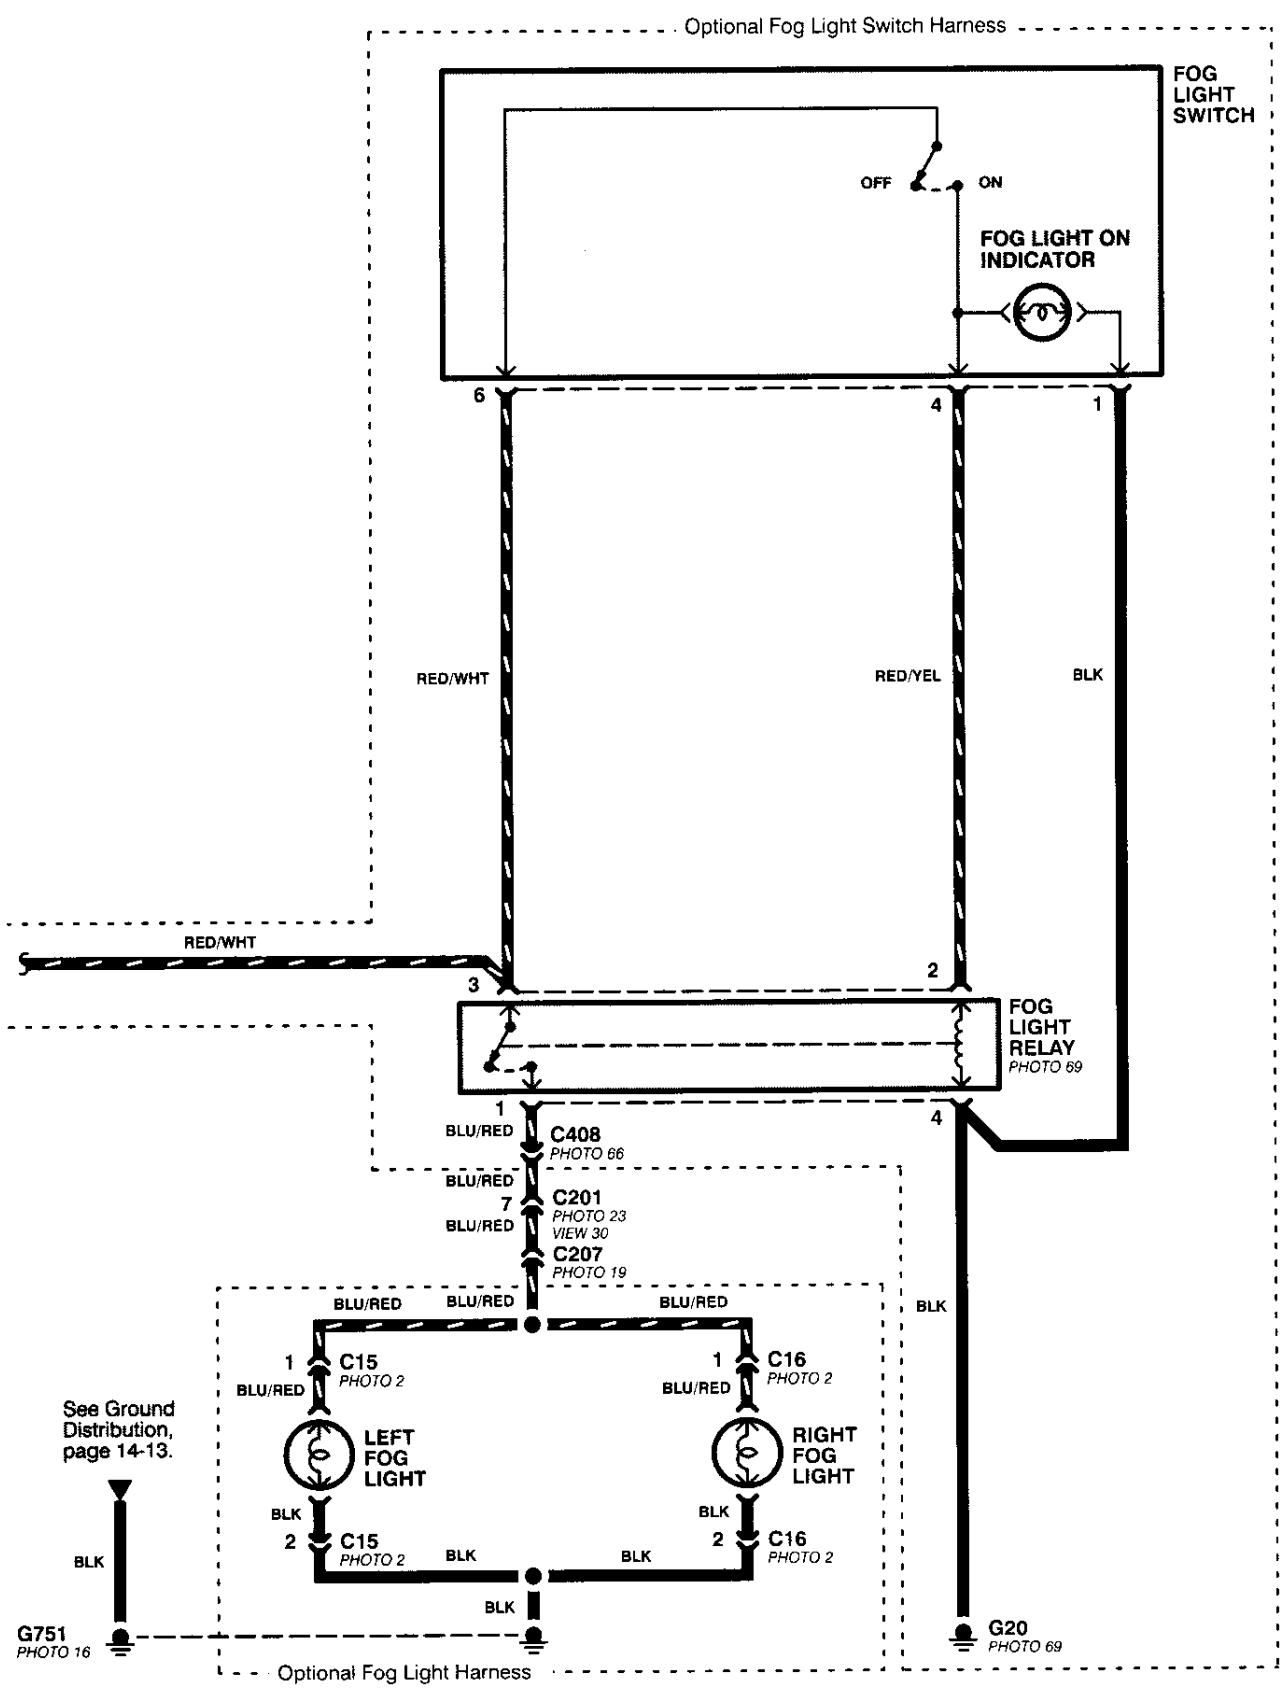 Optional Fog Light Switch Harness
FOG
LIGHT
SWITCH
OFF
ON
FOG LIGHT ON
INDICATOR
6
4
1
RED/WHT
RED/YEL
BLK
RED/WHT
3
2
FOG
LIGHT
RELAY
PHOTO 69
1
4
BLU/RED
C408
PHOTO 66
BLU/RED
7
C201
PHOTO 23
VIEW 30
BLU/RED
C207
PHOTO 19
BLU/RED
BLU/RED
BLU/RED
BLK
1
C15
PHOTO 2
1
C16
PHOTO 2
BLU/RED
BLU/RED
See Ground
Distribution,
page 14-13.
LEFT
FOG
LIGHT
RIGHT
FOG
LIGHT
BLK
BLK
2
C15
PHOTO 2
2
C16
PHOTO 2
BLK
BLK
BLK
BLK
G751
PHOTO 16
G20
PHOTO 69
Optional Fog Light Harness